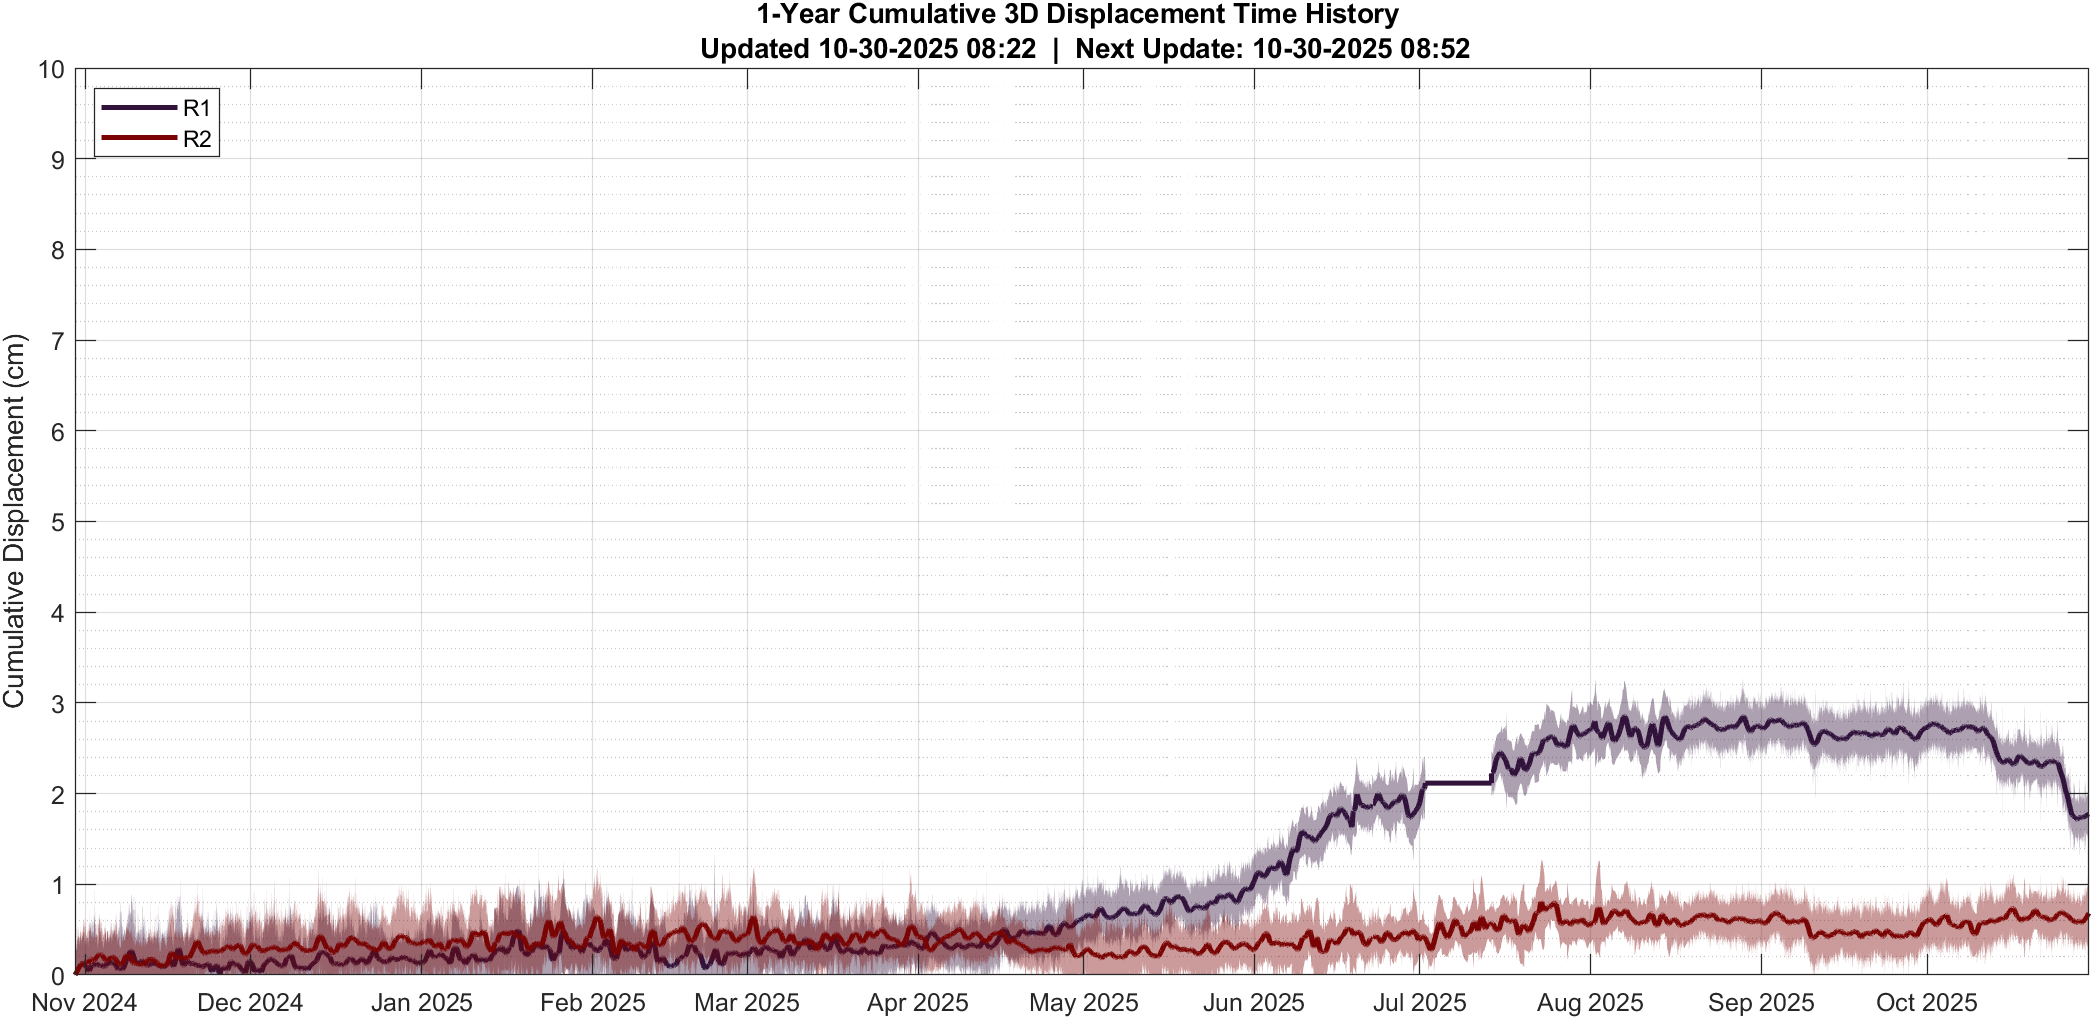 1-Year Cumulative 3D Displacement Time History
Updated 10-30-2025 08:22 | Next Update: 10-30-2025 08:52
R1
R2
Cumulative Displacement (cm)
10
9
8
7
6
5
4
3
2
1
0
Nov 2024 Dec 2024 Jan 2025 Feb 2025 Mar 2025 Apr 2025 May 2025 Jun 2025 Jul 2025 Aug 2025 Sep 2025 Oct 2025